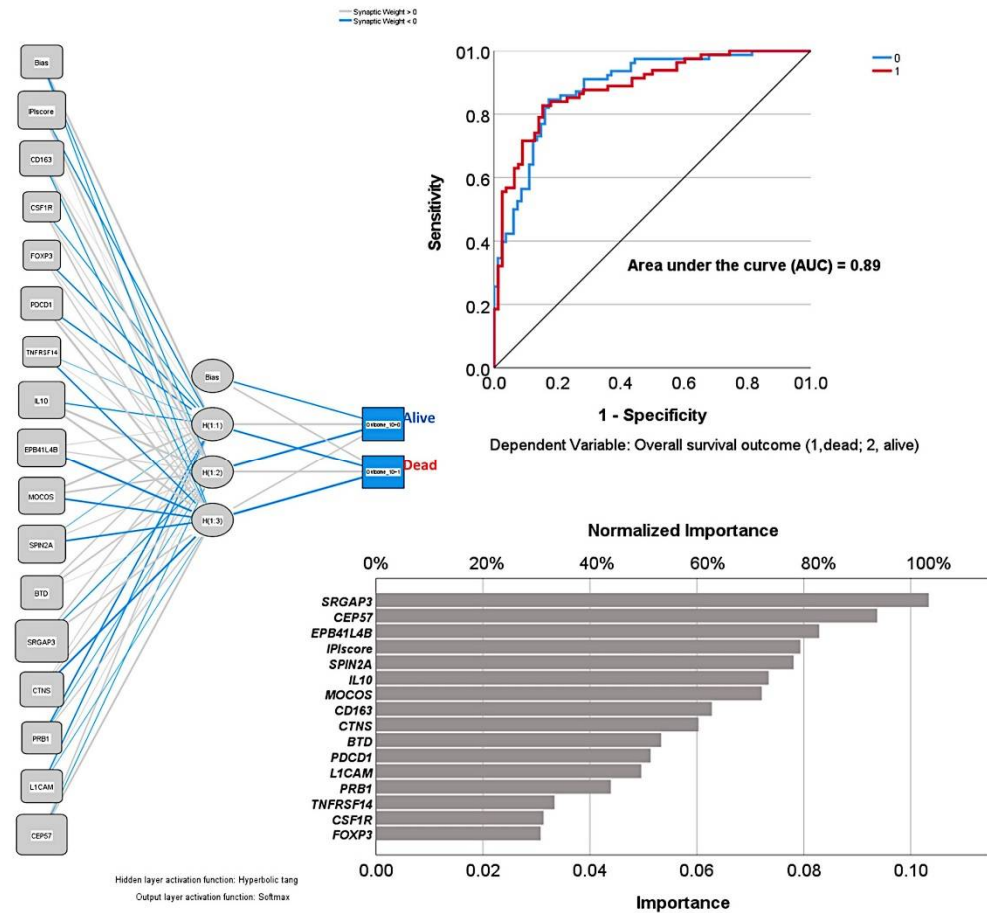 Synaptic Weight > 0
Synaptic Weight < 0
Bias
IPIscore
CD163
CSF1R
FOXP3
PDCD1
TNFRSF14
IL10
EPB41L4B
MOCOS
SPIN2A
BTD
SRGAP3
CTNS
PRB1
L1CAM
CEP57
Bias
H(1:1)
H(1:2)
H(1:3)
Alive
Dead
Hidden layer activation function: Hyperbolic tang
Output layer activation function: Softmax
01.0
0.8
0.6
0.4
0.2
0.0
Sensitivity
0
1
Area under the curve (AUC) = 0.89
0.0 0.2 0.4 0.6 0.8 1.0
1 - Specificity
Dependent Variable: Overall survival outcome (1,dead; 2, alive)
Normalized Importance
0% 20% 40% 60% 80% 100%
SRGAP3
CEP57
EPB41L4B
IPIscore
SPIN2A
IL10
MOCOS
CD163
CTNS
BTD
PDCD1
L1CAM
PRB1
TNFRSF14
CSF1R
FOXP3
0.00 0.02 0.04 0.06 0.08 0.10
Importance